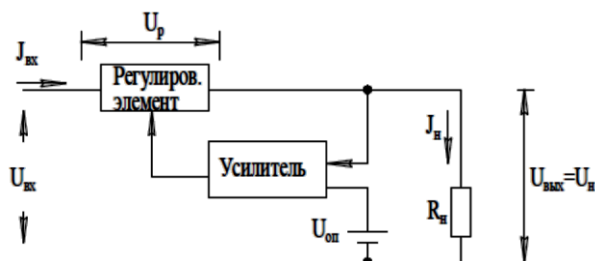 Uр
Jвх
Регулиров.
элемент
Jн
Усилитель
Uвх
Uвых=Uн
Rн
Uоп